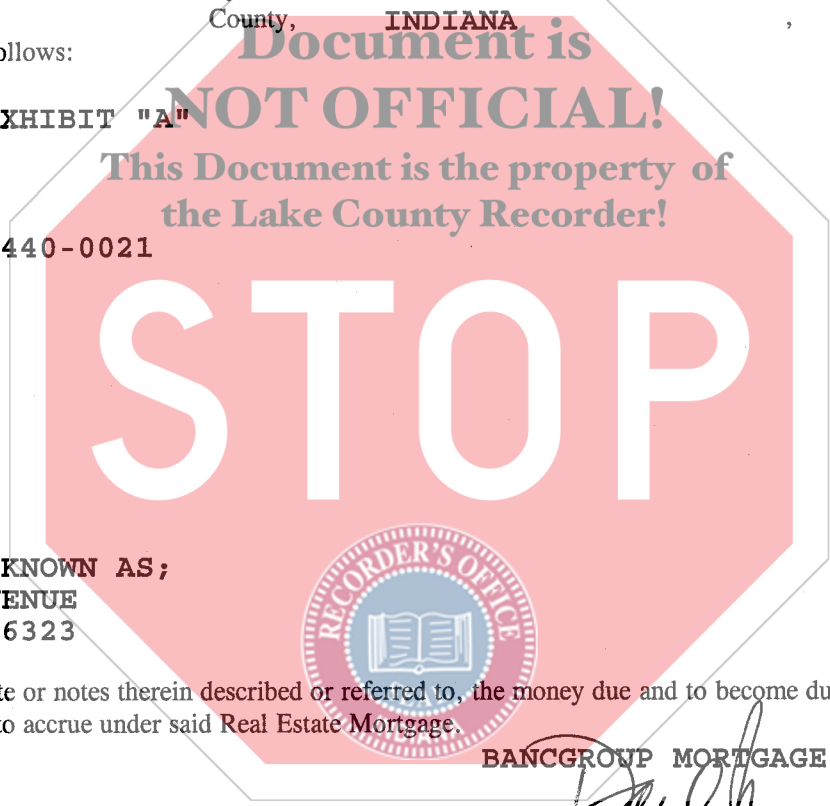 County, INDIANA ,
ollows:
Document is
XHIBIT "A"
NOT OFFICIAL!
This Document is the property of
the Lake County Recorder!
440-0021
STOP
KNOWN AS;
ENUE
6323
RECORDER'S OFFICE
te or notes therein described or referred to, the money due and to become du
to accrue under said Real Estate Mortgage.
BANCGROUP MORTGAGE